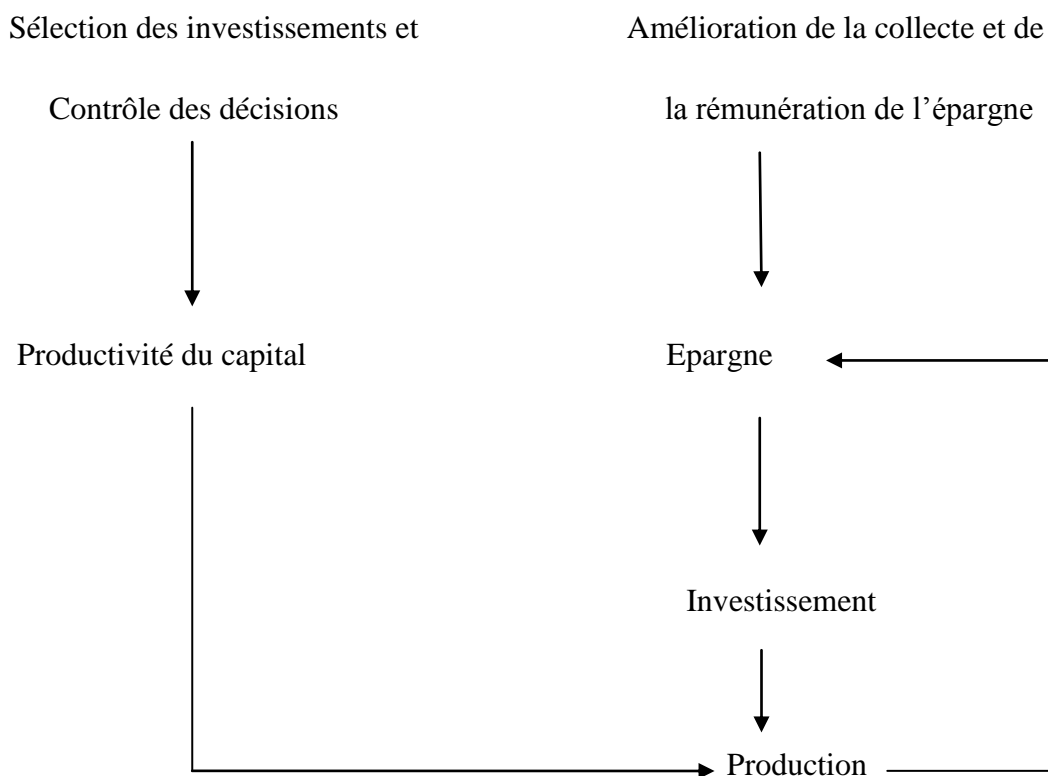 Sélection des investissements et
Contrôle des décisions
Amélioration de la collecte et de
la rémunération de l’épargne
Productivité du capital
Epargne
Investissement
Production